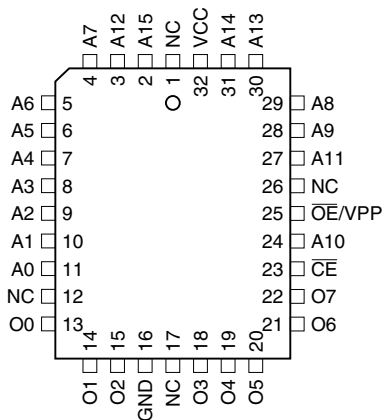 A7 A12 A15 NC VCC A14 A13
4 3 2 1 32 31 30
A6 5 29 A8
A5 6 28 A9
A4 7 27 A11
A3 8 26 NC
A2 9 25 OE/VPP
A1 10 24 A10
A0 11 23 CE
NC 12 22 O7
O0 13 21 O6
14 15 16 17 18 19 20
O1 O2 GND NC O3 O4 O5